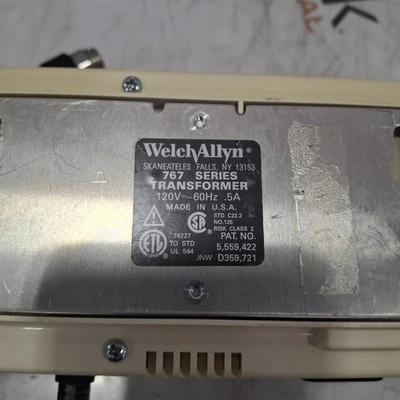 WelchAllyn
SKANEATELES FALLS, NY 13153
767 SERIES
TRANSFORMER
120V~60Hz .5A
MADE IN U.S.A.
STD C22.2
NO.125
RISK CLASS 2
74227
TO STD
UL 544
PAT. NO.
5,559,422
JNW D359,721